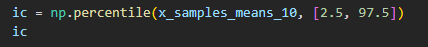 ic = np.percentile(x_samples_means_10, [2.5, 97.5])
ic